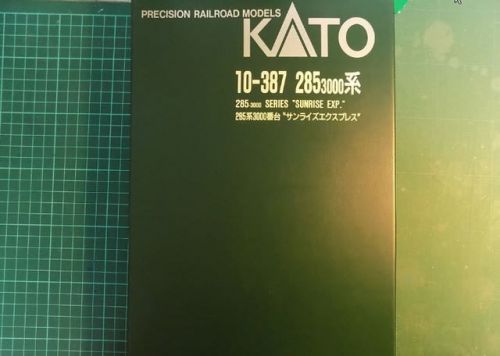 PRECISION RAILROAD MODELS
KATO
10-387 2853000系
285 3000 SERIES "SUNRISE EXP."
285系3000番台 "サンライズエクスプレス"